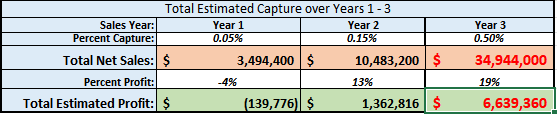 Total Estimated Capture over Years 1 - 3
Sales Year: Year 1 Year 2 Year 3
Percent Capture: 0.05% 0.15% 0.50%
Total Net Sales: $ 3,494,400 $ 10,483,200 $ 34,944,000
Percent Profit: -4% 13% 19%
Total Estimated Profit: $ (139,776) $ 1,362,816 $ 6,639,360